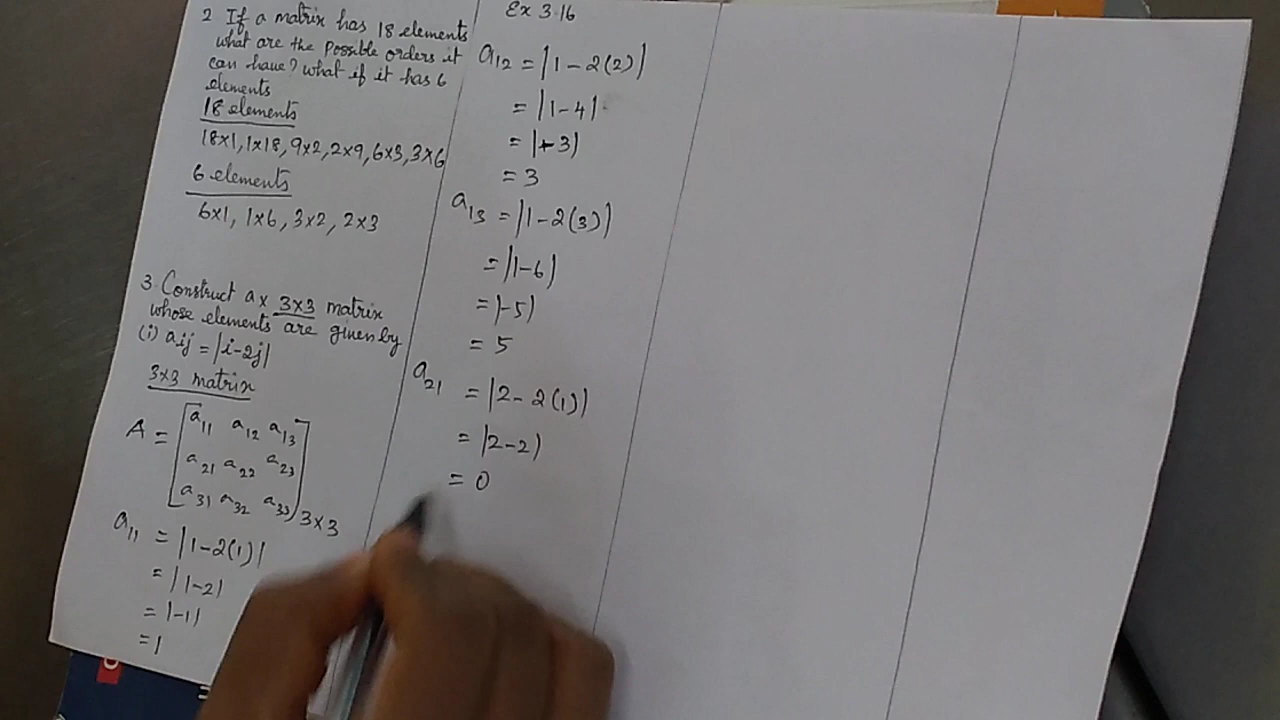 2 If a matrix has 18 elements
what are the possible orders it
can have? what if it has 6
elements
18 elements
18×1, 1×18, 9×2, 2×9, 6×3, 3×6
6 elements
6×1, 1×6, 3×2, 2×3
3 Construct a 3×3 matrix
whose elements are given by
(i) aij = |i-2j|
3×3 matrix
A = [a11 a12 a13
a21 a22 a23
a31 a32 a33] 3×3
a11 = |1-2(1)|
= |1-2|
= |-1|
= 1
Ex 3.16
a12 = |1-2(2)|
= |1-4|
= |-3|
= 3
a13 = |1-2(3)|
= |1-6|
= |-5|
= 5
a21 = |2-2(1)|
= |2-2|
= 0